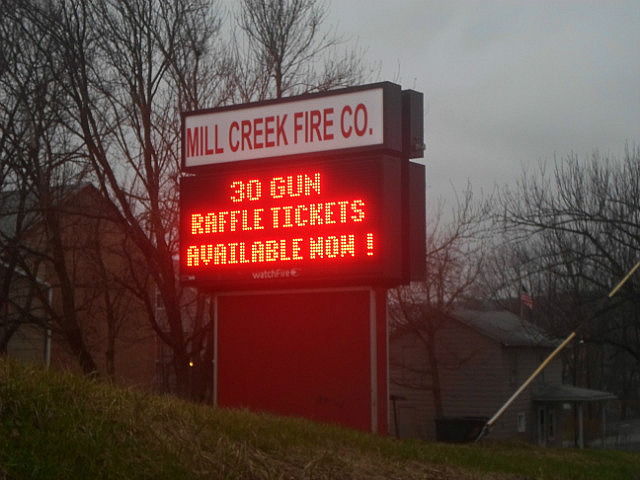 MILL CREEK FIRE CO.
30 GUN
RAFFLE TICKETS
AVAILABLE NOW !
watchFire